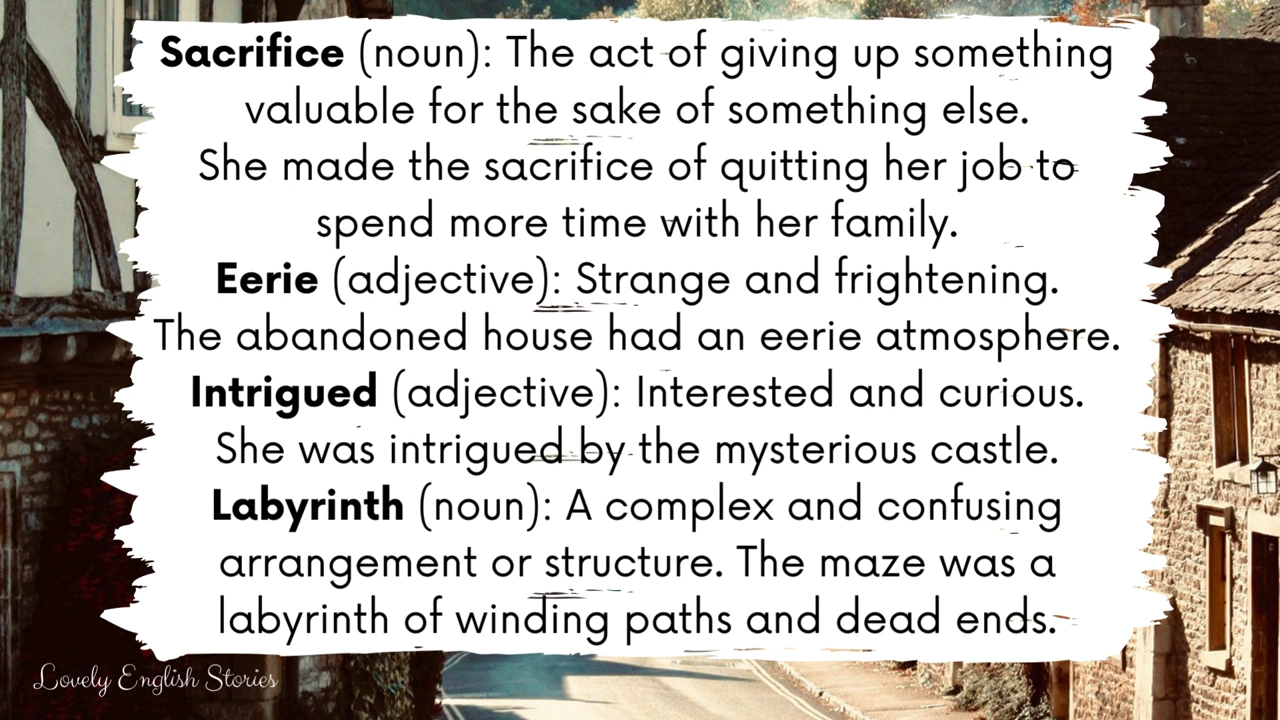 Sacrifice (noun): The act of giving up something
valuable for the sake of something else.
She made the sacrifice of quitting her job to
spend more time with her family.
Eerie (adjective): Strange and frightening.
The abandoned house had an eerie atmosphere.
Intrigued (adjective): Interested and curious.
She was intrigued by the mysterious castle.
Labyrinth (noun): A complex and confusing
arrangement or structure. The maze was a
labyrinth of winding paths and dead ends.
Lovely English Stories